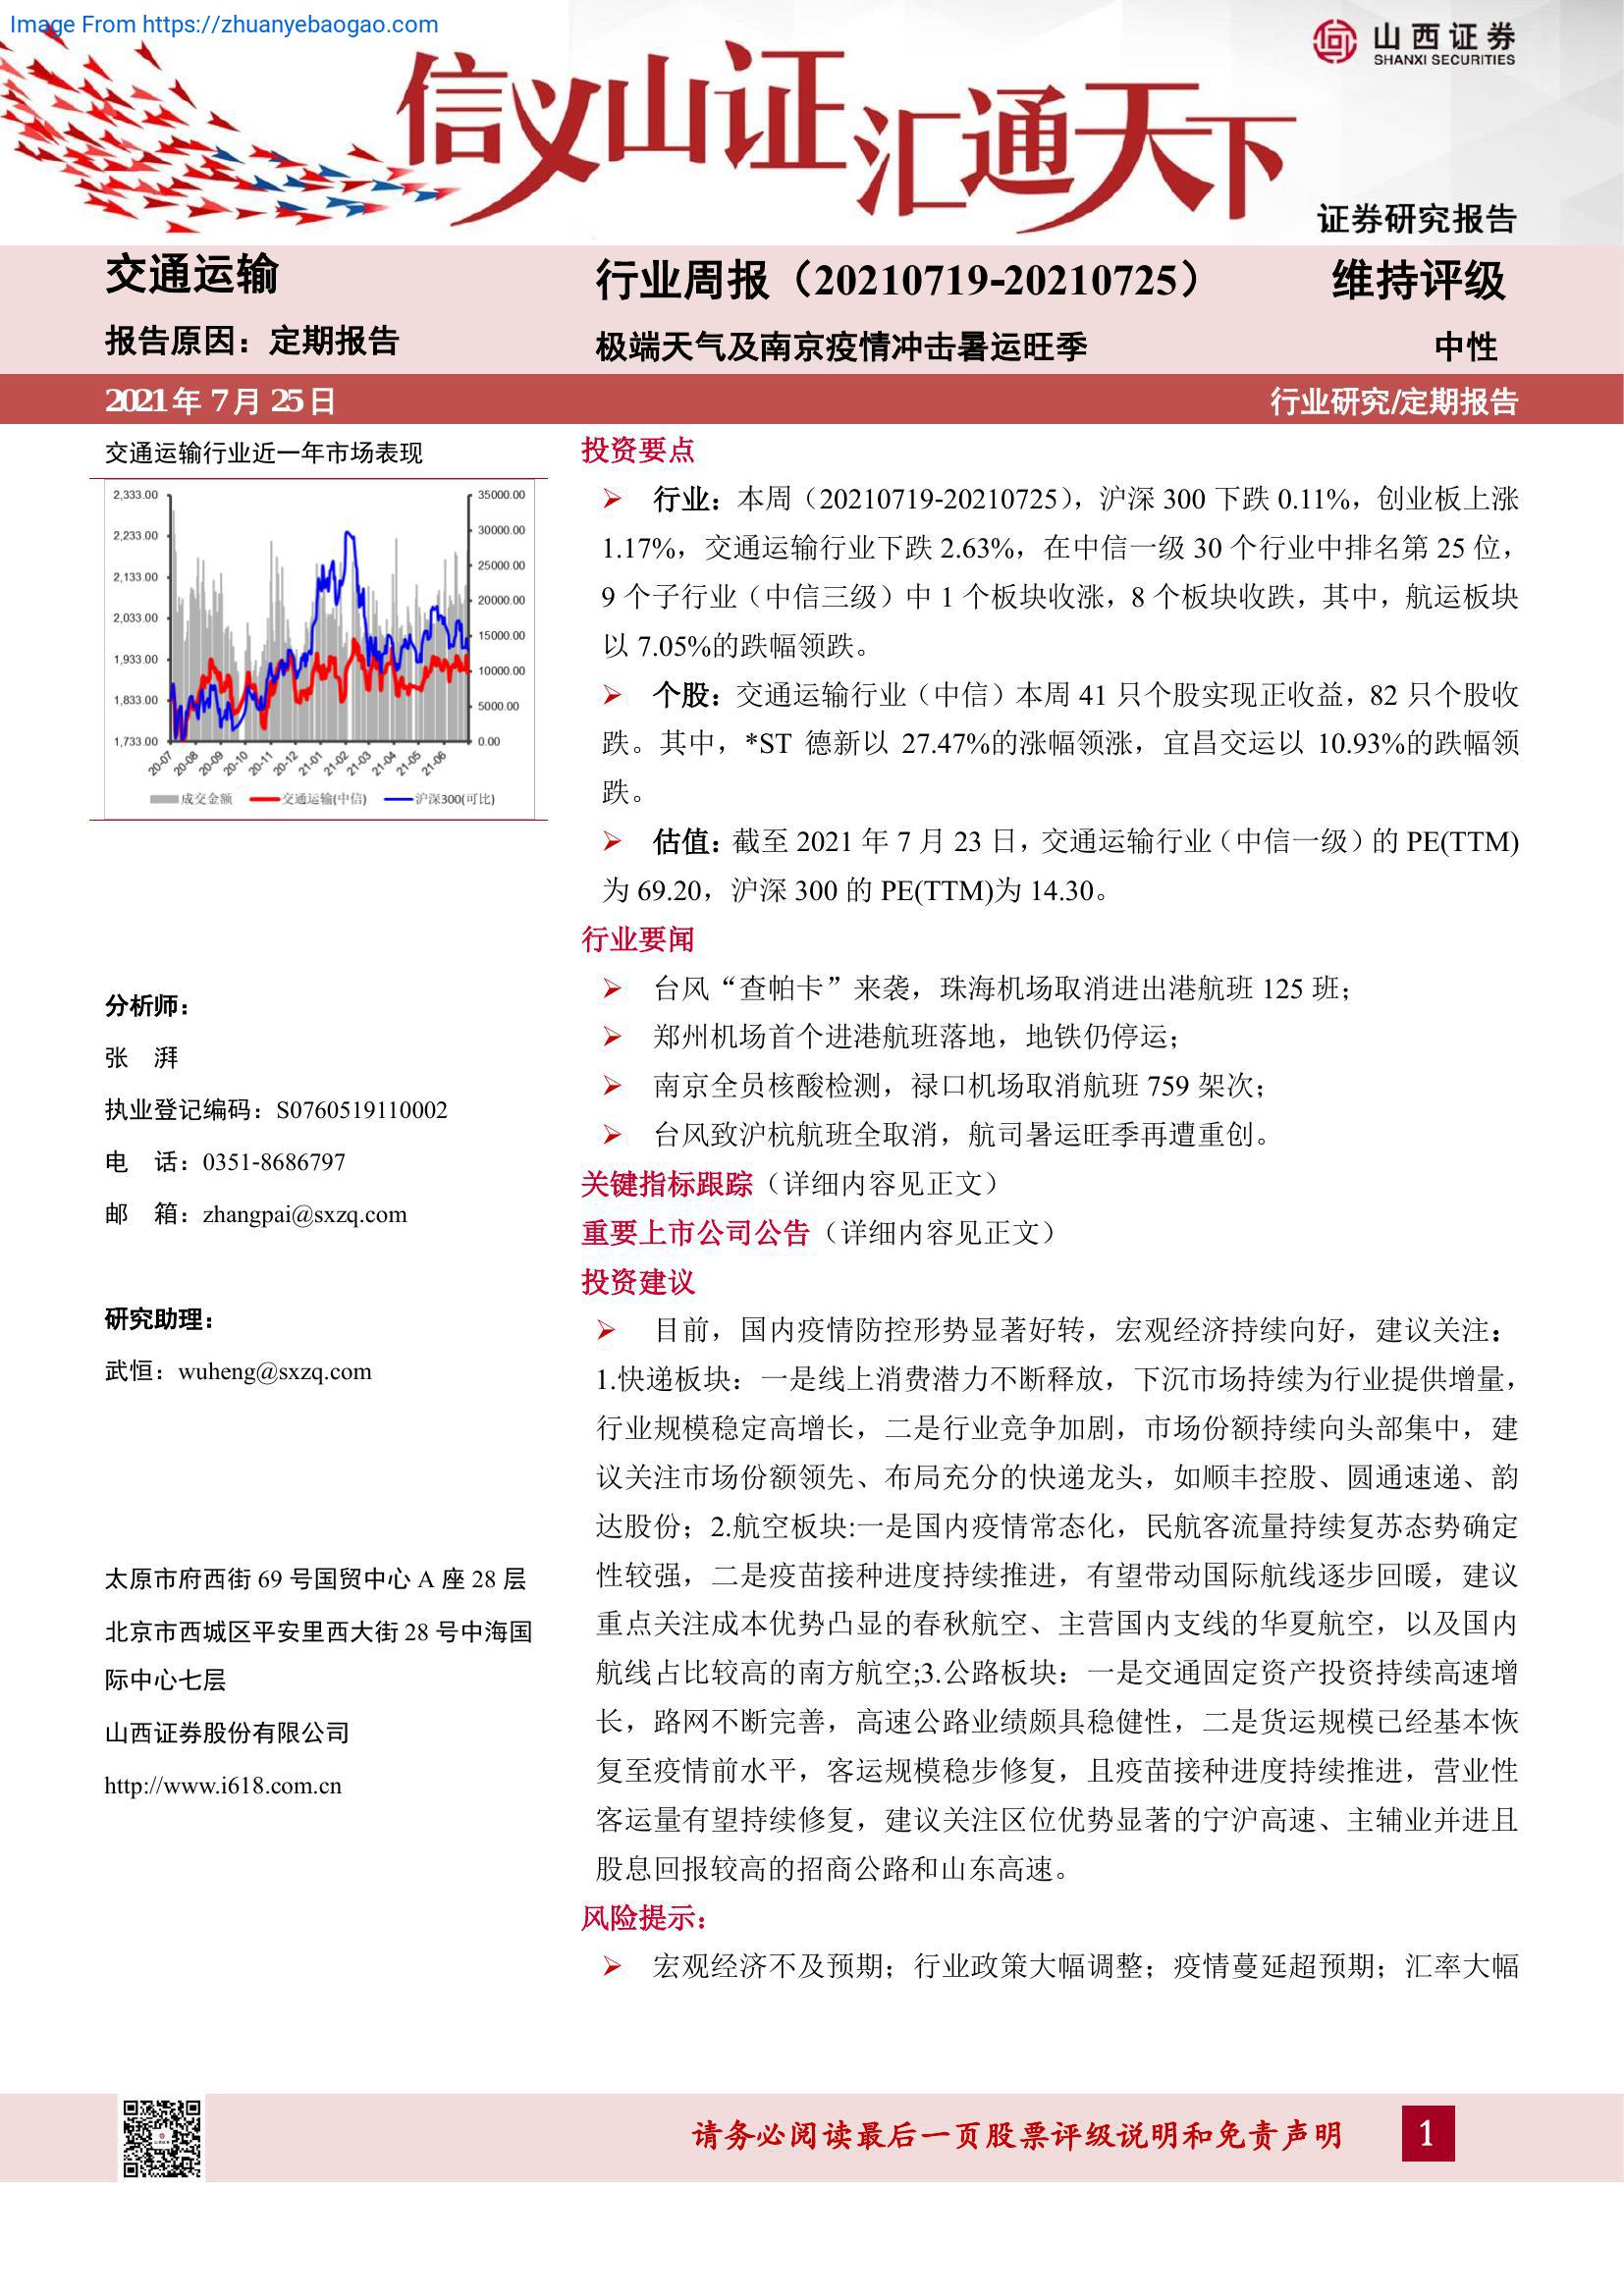 Image From https://zhuanyebaogao.com
山西证券
SHANXI SECURITIES
信义山证 汇通天下
证券研究报告
交通运输
报告原因：定期报告
行业周报（20210719-20210725）
维持评级
极端天气及南京疫情冲击暑运旺季
中性
2021年 7月 25日
行业研究/定期报告
交通运输行业近一年市场表现
2,333.00
2,233.00
2,133.00
2,033.00
1,933.00
1,833.00
1,733.00
35000.00
30000.00
25000.00
20000.00
15000.00
10000.00
5000.00
0.00
20-07
20-08
20-09
20-10
20-11
20-12
21-01
21-02
21-03
21-04
21-05
21-06
成交金额
交通运输(中信)
沪深300(可比)
分析师：
张 湃
执业登记编码：S0760519110002
电 话：0351-8686797
邮 箱：zhangpai@sxzq.com
研究助理：
武恒：wuheng@sxzq.com
太原市府西街 69 号国贸中心 A 座 28 层
北京市西城区平安里西大街 28 号中海国
际中心七层
山西证券股份有限公司
http://www.i618.com.cn
投资要点
➢ 行业：本周（20210719-20210725），沪深 300 下跌 0.11%，创业板上涨
1.17%，交通运输行业下跌 2.63%，在中信一级 30 个行业中排名第 25 位，
9 个子行业（中信三级）中 1 个板块收涨，8 个板块收跌，其中，航运板块
以 7.05%的跌幅领跌。
➢ 个股：交通运输行业（中信）本周 41 只个股实现正收益，82 只个股收
跌。其中，*ST 德新以 27.47%的涨幅领涨，宜昌交运以 10.93%的跌幅领
跌。
➢ 估值：截至 2021 年 7 月 23 日，交通运输行业（中信一级）的 PE(TTM)
为 69.20，沪深 300 的 PE(TTM)为 14.30。
行业要闻
➢ 台风“查帕卡”来袭，珠海机场取消进出港航班 125 班；
➢ 郑州机场首个进港航班落地，地铁仍停运；
➢ 南京全员核酸检测，禄口机场取消航班 759 架次；
➢ 台风致沪杭航班全取消，航司暑运旺季再遭重创。
关键指标跟踪（详细内容见正文）
重要上市公司公告（详细内容见正文）
投资建议
➢ 目前，国内疫情防控形势显著好转，宏观经济持续向好，建议关注：
1.快递板块：一是线上消费潜力不断释放，下沉市场持续为行业提供增量，
行业规模稳定高增长，二是行业竞争加剧，市场份额持续向头部集中，建
议关注市场份额领先、布局充分的快递龙头，如顺丰控股、圆通速递、韵
达股份；2.航空板块:一是国内疫情常态化，民航客流量持续复苏态势确定
性较强，二是疫苗接种进度持续推进，有望带动国际航线逐步回暖，建议
重点关注成本优势凸显的春秋航空、主营国内支线的华夏航空，以及国内
航线占比较高的南方航空;3.公路板块：一是交通固定资产投资持续高速增
长，路网不断完善，高速公路业绩颇具稳健性，二是货运规模已经基本恢
复至疫情前水平，客运规模稳步修复，且疫苗接种进度持续推进，营业性
客运量有望持续修复，建议关注区位优势显著的宁沪高速、主辅业并进且
股息回报较高的招商公路和山东高速。
风险提示：
➢ 宏观经济不及预期；行业政策大幅调整；疫情蔓延超预期；汇率大幅
请务必阅读最后一页股票评级说明和免责声明
1